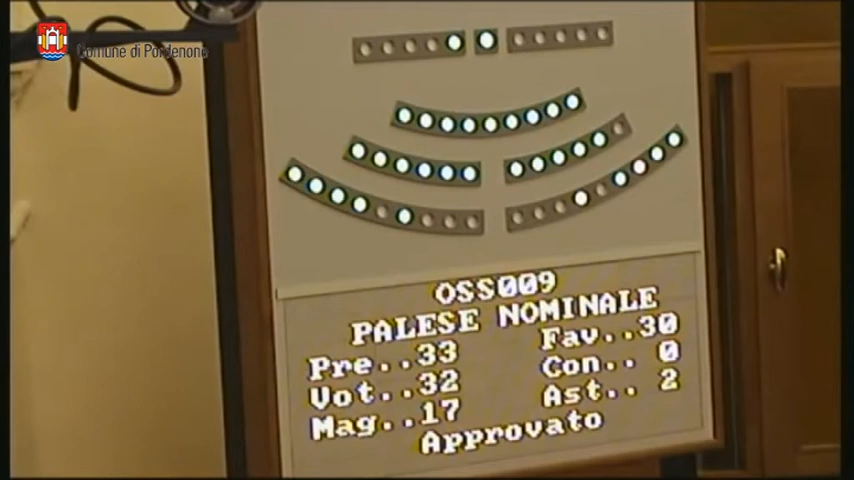 Comune di Pordenone
OSS009
PALESE NOMINALE
Pre..33 Fav..30
Vot..32 Con.. 0
Mag..17 Ast.. 2
Approvato